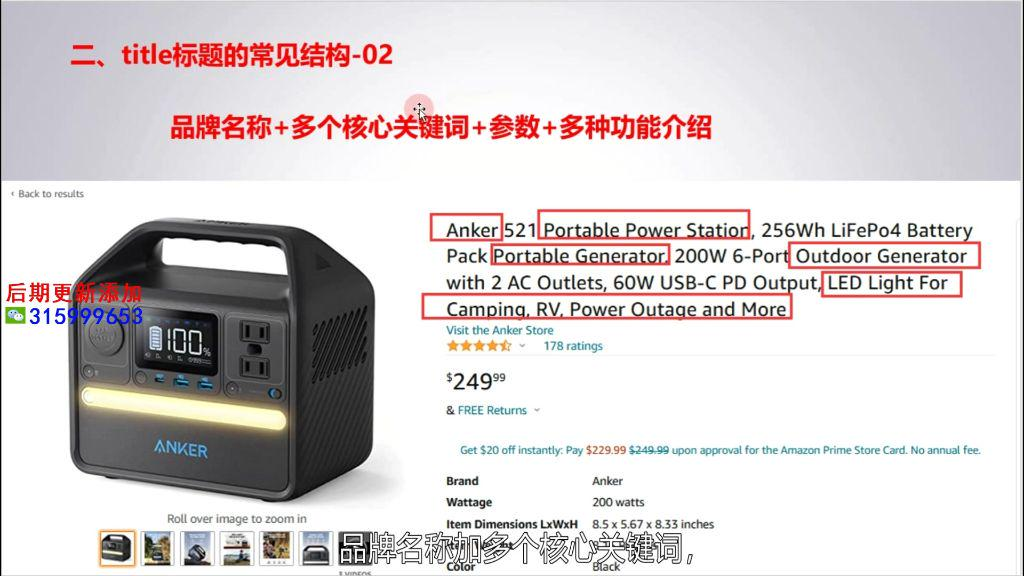 二、title标题的常见结构-02
品牌名称+多个核心关键词+参数+多种功能介绍
‹ Back to results
Anker 521 Portable Power Station, 256Wh LiFePo4 Battery
Pack Portable Generator, 200W 6-Port Outdoor Generator
with 2 AC Outlets, 60W USB-C PD Output, LED Light For
Camping, RV, Power Outage and More
Visit the Anker Store
178 ratings
$249.99
& FREE Returns
Get $20 off instantly: Pay $229.99 $249.99 upon approval for the Amazon Prime Store Card. No annual fee.
Brand Anker
Wattage 200 watts
Item Dimensions LxWxH 8.5 x 5.67 x 8.33 inches
Color Black
后期更新添加
315999653
100%
ANKER
Roll over image to zoom in
3 VIDEOS
品牌名称加多个核心关键词，